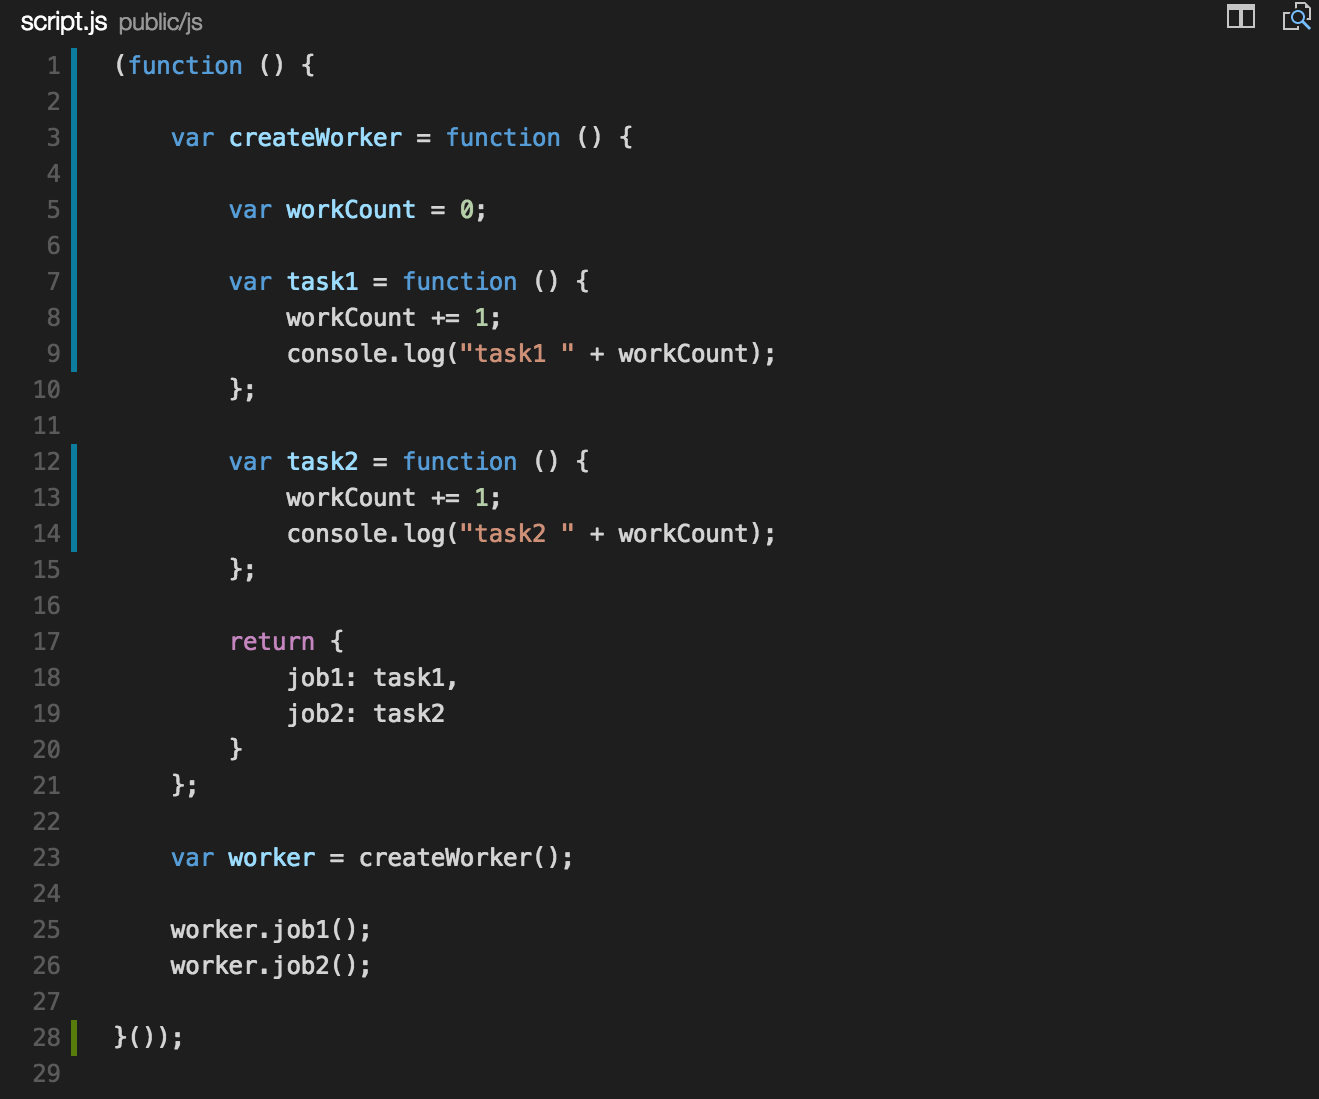 script.js public/js
1 (function () {
2
3 var createWorker = function () {
4
5 var workCount = 0;
6
7 var task1 = function () {
8 workCount += 1;
9 console.log("task1 " + workCount);
10 };
11
12 var task2 = function () {
13 workCount += 1;
14 console.log("task2 " + workCount);
15 };
16
17 return {
18 job1: task1,
19 job2: task2
20 }
21 };
22
23 var worker = createWorker();
24
25 worker.job1();
26 worker.job2();
27
28 }());
29